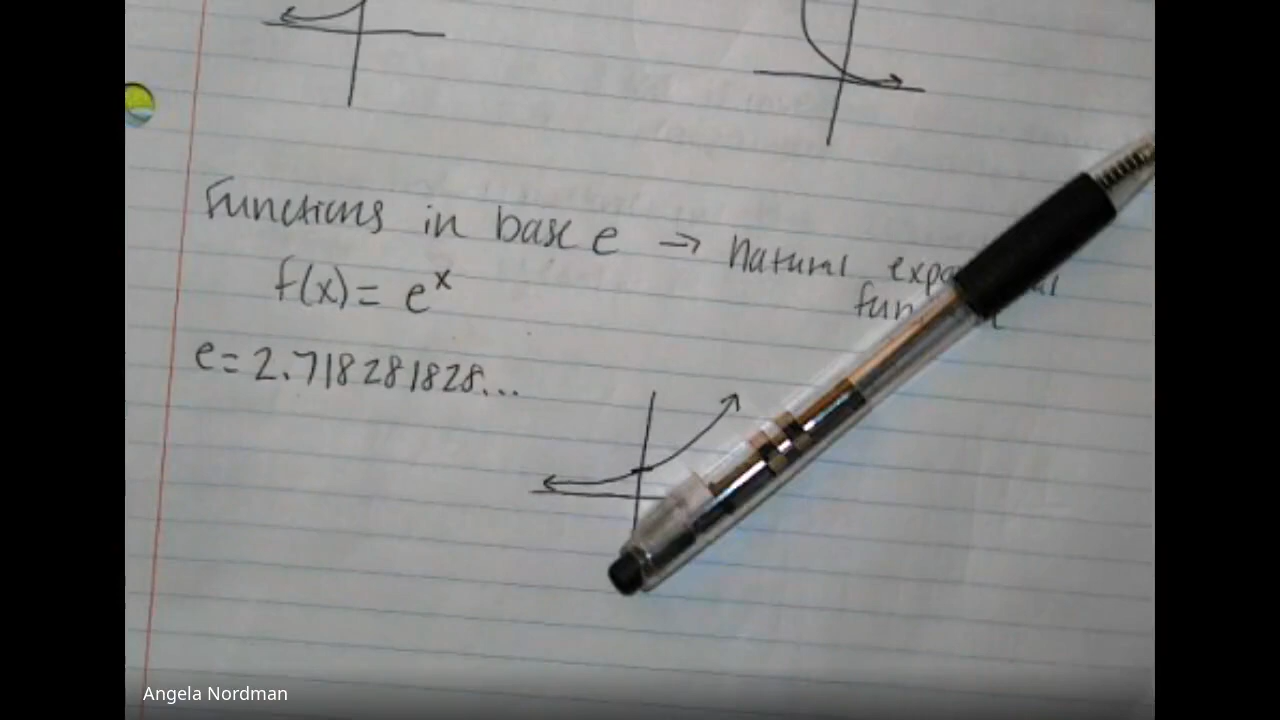 Functions in base e → natural
f(x) = e^x
e = 2.718281828...
Angela Nordman